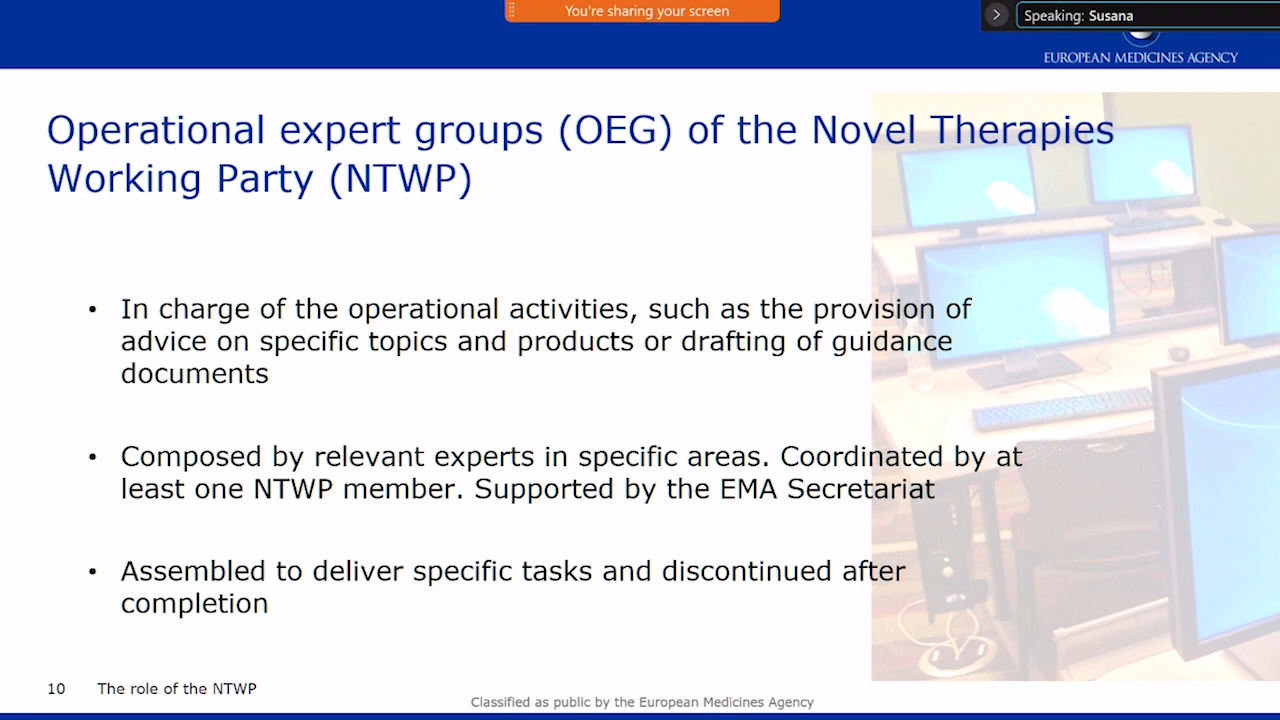 You're sharing your screen
Speaking: Susana
EUROPEAN MEDICINES AGENCY
Operational expert groups (OEG) of the Novel Therapies
Working Party (NTWP)
• In charge of the operational activities, such as the provision of
advice on specific topics and products or drafting of guidance
documents
• Composed by relevant experts in specific areas. Coordinated by at
least one NTWP member. Supported by the EMA Secretariat
• Assembled to deliver specific tasks and discontinued after
completion
10 The role of the NTWP
Classified as public by the European Medicines Agency